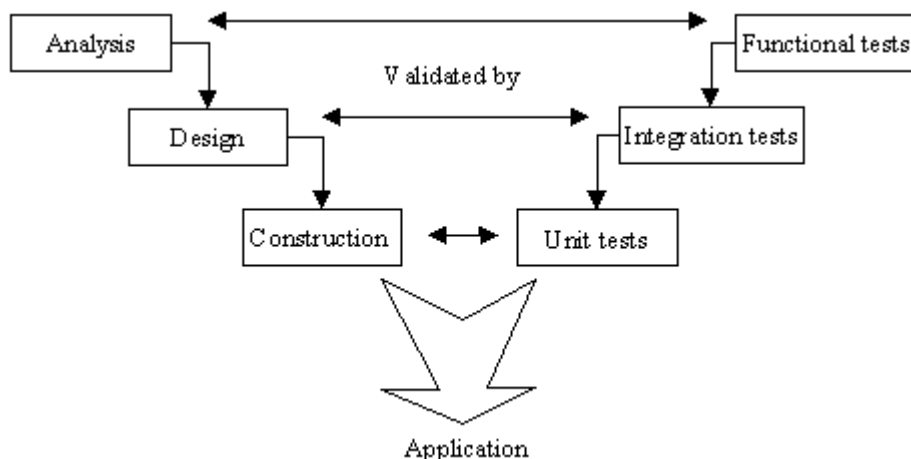 Analysis
Functional tests
Validated by
Design
Integration tests
Construction
Unit tests
Application